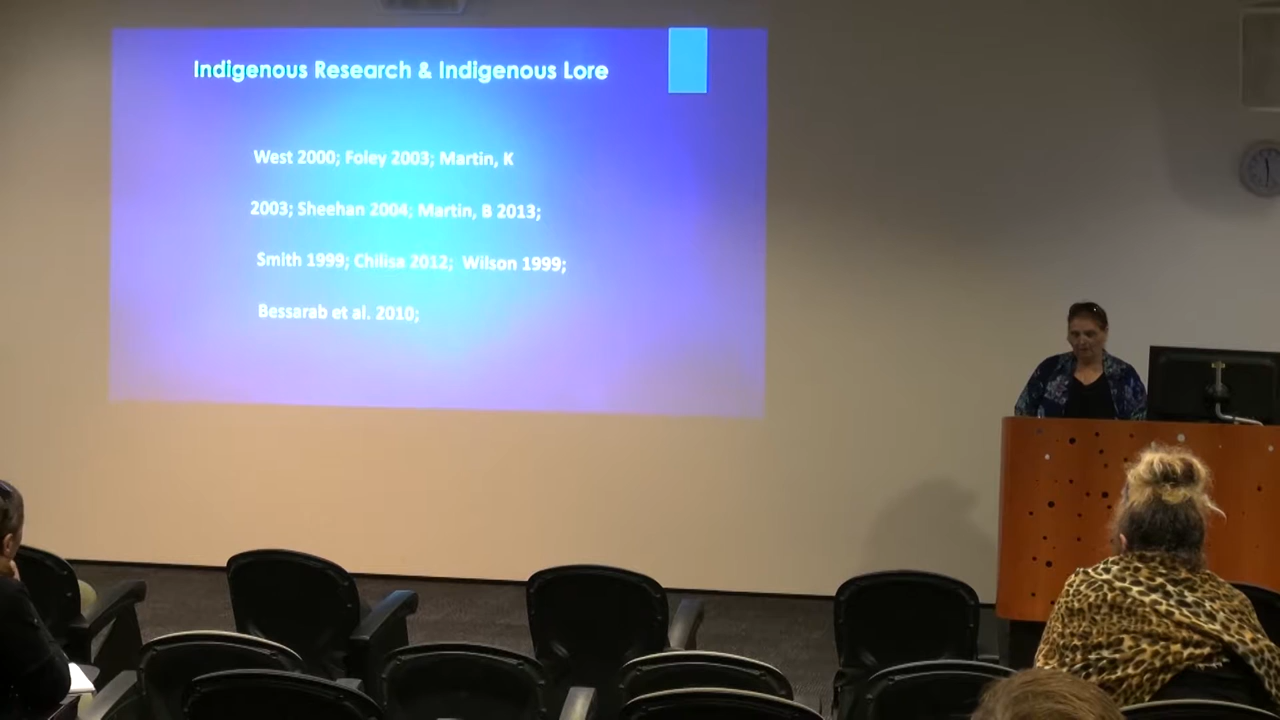 Indigenous Research & Indigenous Lore
West 2000; Foley 2003; Martin, K
2003; Sheehan 2004; Martin, B 2013;
Smith 1999; Chilisa 2012; Wilson 1999;
Bessarab et al. 2010;